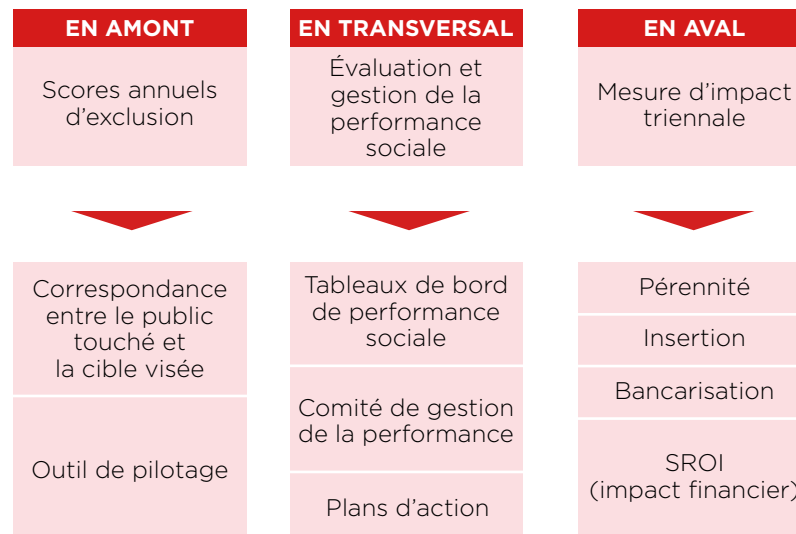 EN AMONT
Scores annuels
d'exclusion
Correspondance
entre le public
touché et
la cible visée
Outil de pilotage
EN TRANSVERSAL
Évaluation et
gestion de la
performance
sociale
Tableaux de bord
de performance
sociale
Comité de gestion
de la performance
Plans d'action
EN AVAL
Mesure d'impact
triennale
Pérennité
Insertion
Bancarisation
SROI
(impact financier)